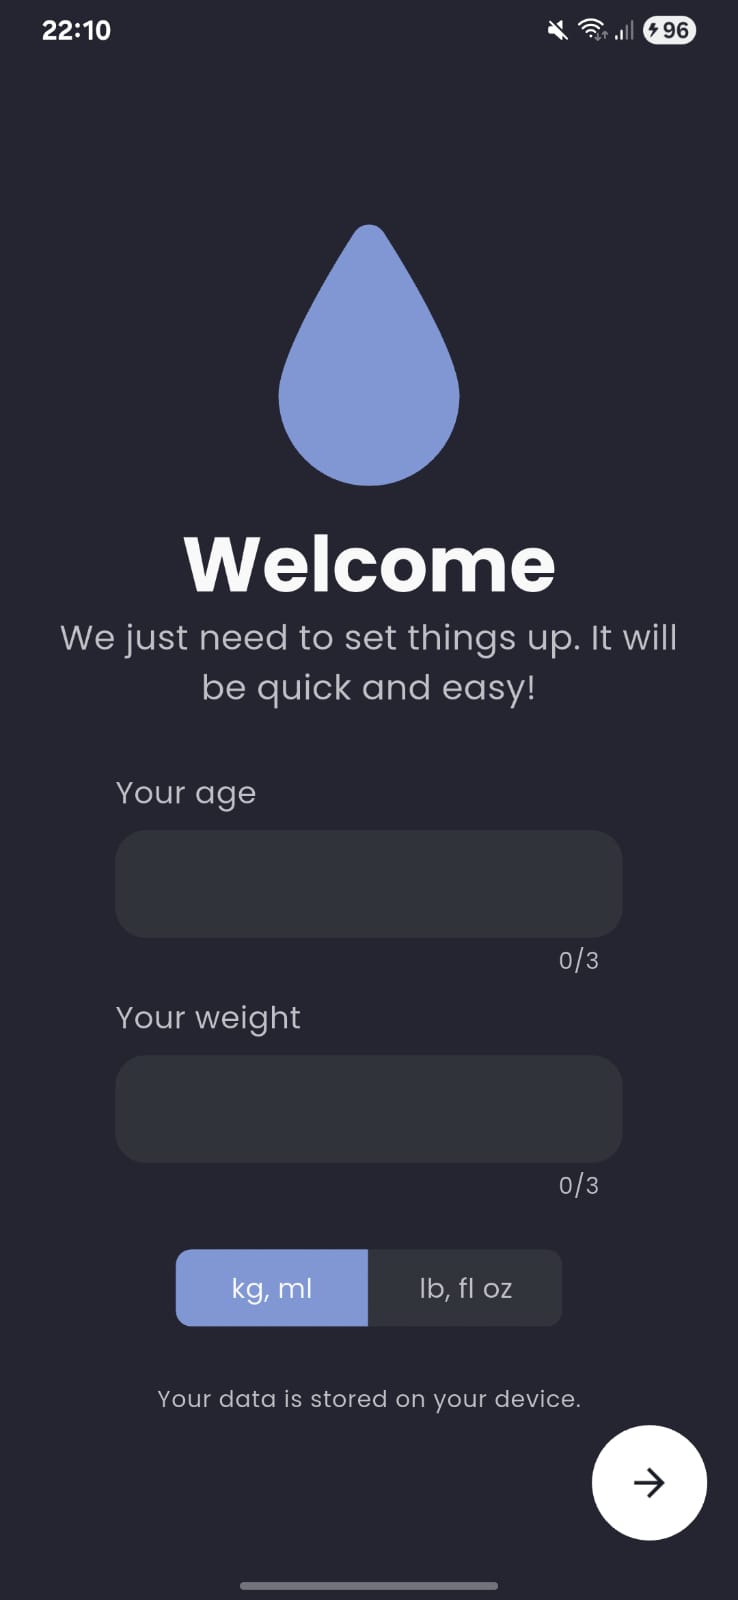 22:10
96
Welcome
We just need to set things up. It will
be quick and easy!
Your age
0/3
Your weight
0/3
kg, ml
lb, fl oz
Your data is stored on your device.